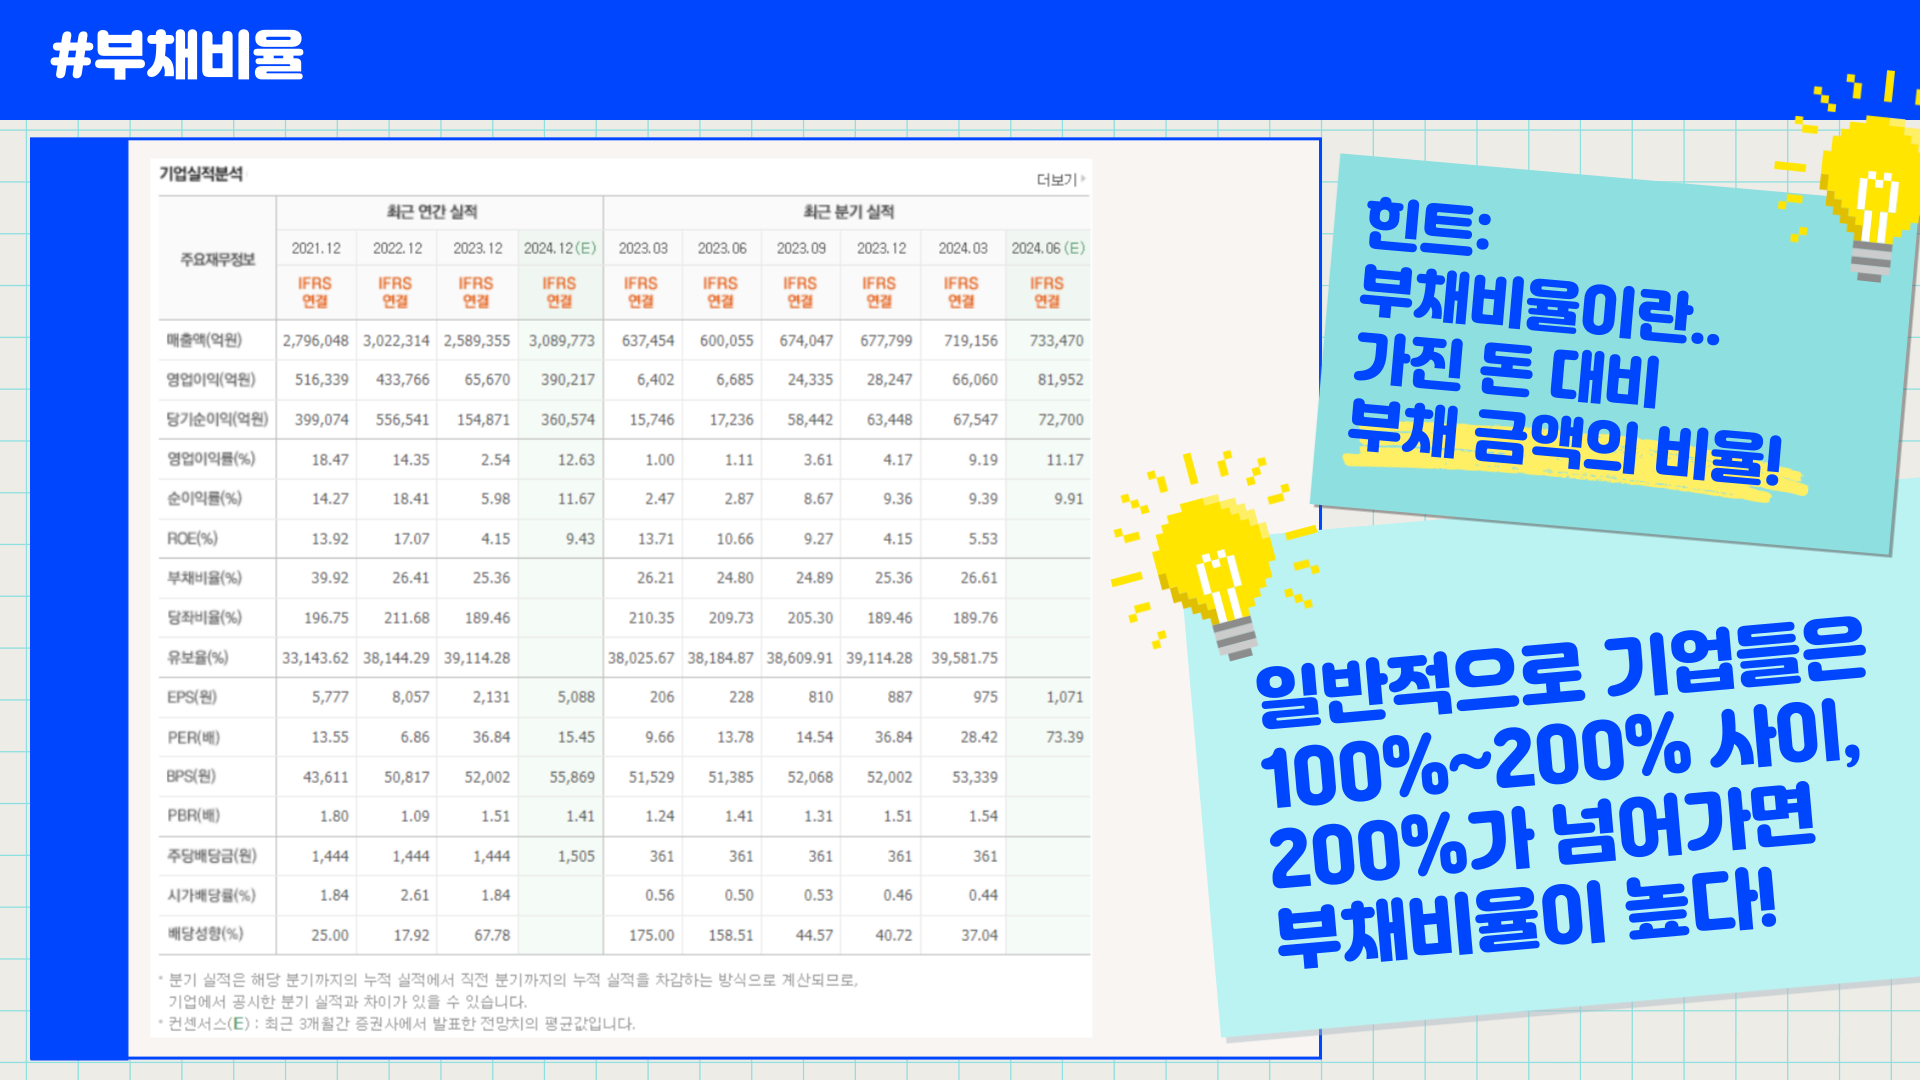 #부채비율
기업실적분석
더보기
주요재무정보 최근 연간 실적 최근 분기 실적
2021.12 2022.12 2023.12 2024.12(E) 2023.03 2023.06 2023.09 2023.12 2024.03 2024.06(E)
IFRS IFRS IFRS IFRS IFRS IFRS IFRS IFRS IFRS IFRS
연결 연결 연결 연결 연결 연결 연결 연결 연결 연결
매출액(억원) 2,796,048 3,022,314 2,589,355 3,089,773 637,454 600,055 674,047 677,799 719,156 733,470
영업이익(억원) 516,339 433,766 65,670 390,217 6,402 6,685 24,335 28,247 66,060 81,952
당기순이익(억원) 399,074 556,541 154,871 360,574 15,746 17,236 58,442 63,448 67,547 72,700
영업이익률(%) 18.47 14.35 2.54 12.63 1.00 1.11 3.61 4.17 9.19 11.17
순이익률(%) 14.27 18.41 5.98 11.67 2.47 2.87 8.67 9.36 9.39 9.91
ROE(%) 13.92 17.07 4.15 9.43 13.71 10.66 9.27 4.15 5.53
부채비율(%) 39.92 26.41 25.36 26.21 24.80 24.89 25.36 26.61
당좌비율(%) 196.75 211.68 189.46 210.35 209.73 205.30 189.46 189.76
유보율(%) 33,143.62 38,144.29 39,114.28 38,025.67 38,184.87 38,609.91 39,114.28 39,581.75
EPS(원) 5,777 8,057 2,131 5,088 206 228 810 887 975 1,071
PER(배) 13.55 6.86 36.84 15.45 9.66 13.78 14.54 36.84 28.42 73.39
BPS(원) 43,611 50,817 52,002 55,869 51,529 51,385 52,068 52,002 53,339
PBR(배) 1.80 1.09 1.51 1.41 1.24 1.41 1.31 1.51 1.54
주당배당금(원) 1,444 1,444 1,444 1,505 361 361 361 361 361
시가배당률(%) 1.84 2.61 1.84 0.56 0.50 0.53 0.46 0.44
배당성향(%) 25.00 17.92 67.78 175.00 158.51 44.57 40.72 37.04
* 분기 실적은 해당 분기까지의 누적 실적에서 직전 분기까지의 누적 실적을 차감하는 방식으로 계산되므로,
기업에서 공시한 분기 실적과 차이가 있을 수 있습니다.
* 컨센서스(E) : 최근 3개월간 증권사에서 발표한 전망치의 평균값입니다.
힌트:
부채비율이란..
가진 돈 대비
부채 금액의 비율!
일반적으로 기업들은
100%~200% 사이,
200%가 넘어가면
부채비율이 높다!